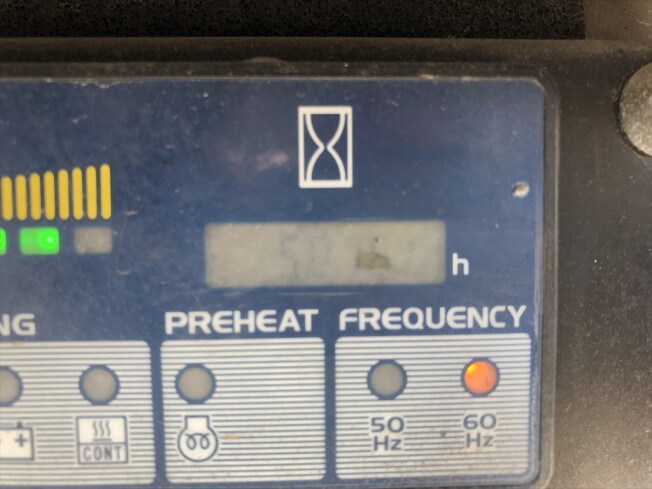 h
NG
PREHEAT
FREQUENCY
CONT
50
Hz
60
Hz